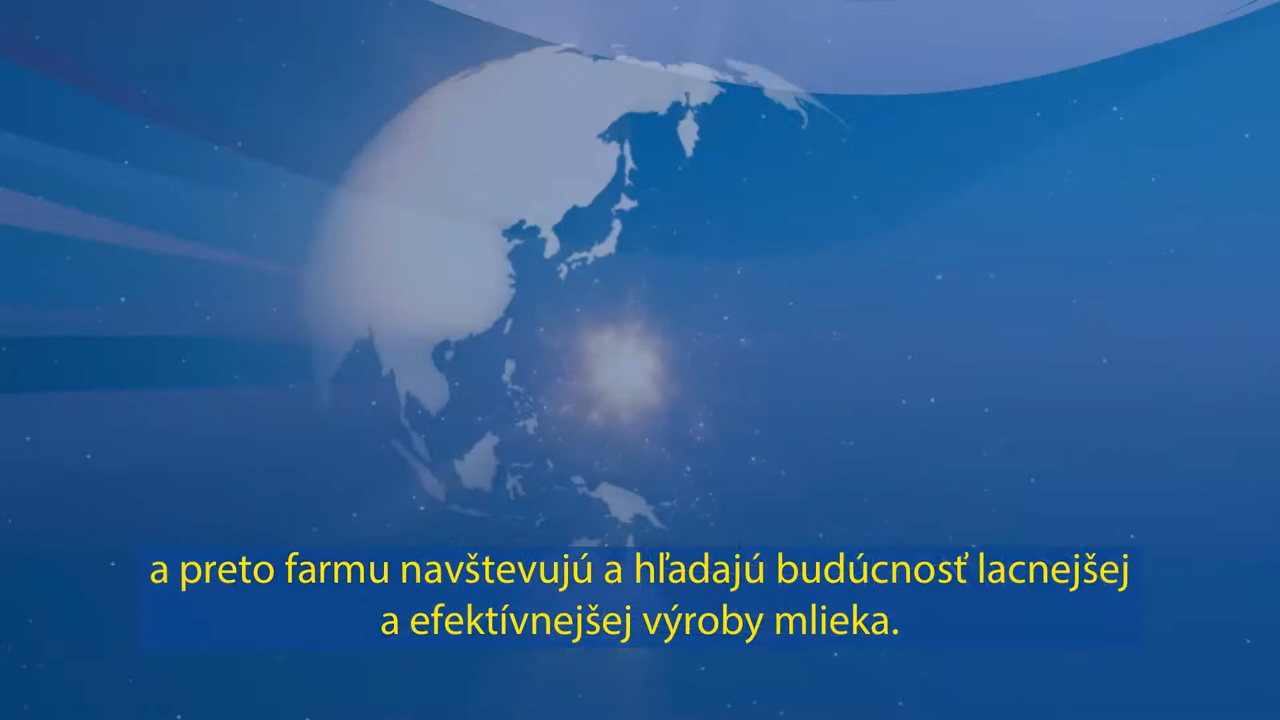 a preto farmu navštevujú a hľadajú budúcnosť lacnejšej
a efektívnejšej výroby mlieka.